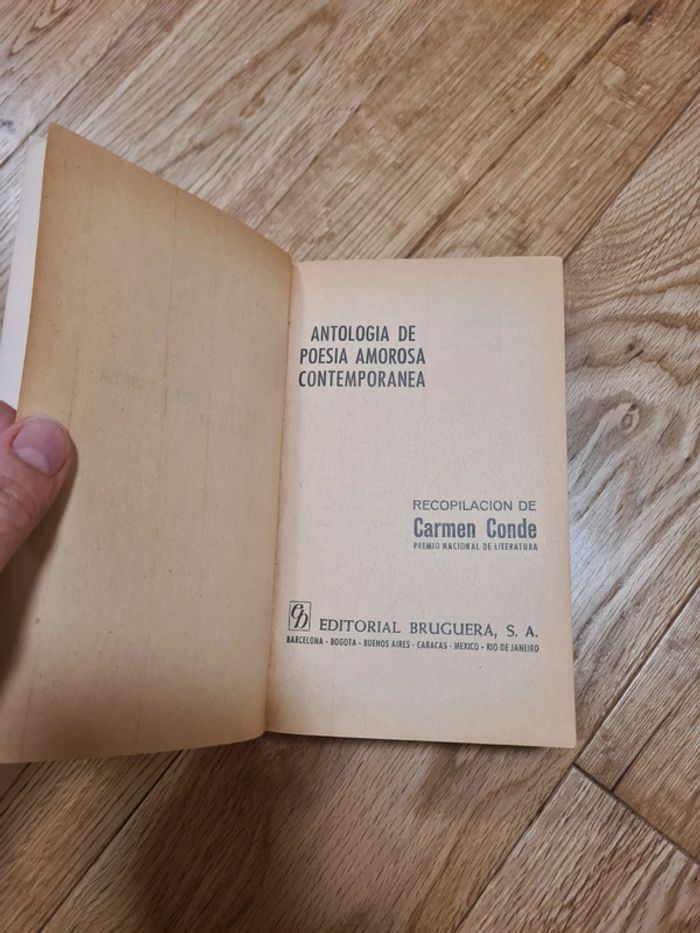 ANTOLOGIA DE
POESIA AMOROSA
CONTEMPORANEA
RECOPILACION DE
Carmen Conde
PREMIO NACIONAL DE LITERATURA
EDITORIAL BRUGUERA, S. A.
BARCELONA - BOGOTA - BUENOS AIRES - CARACAS - MEXICO - RIO DE JANEIRO